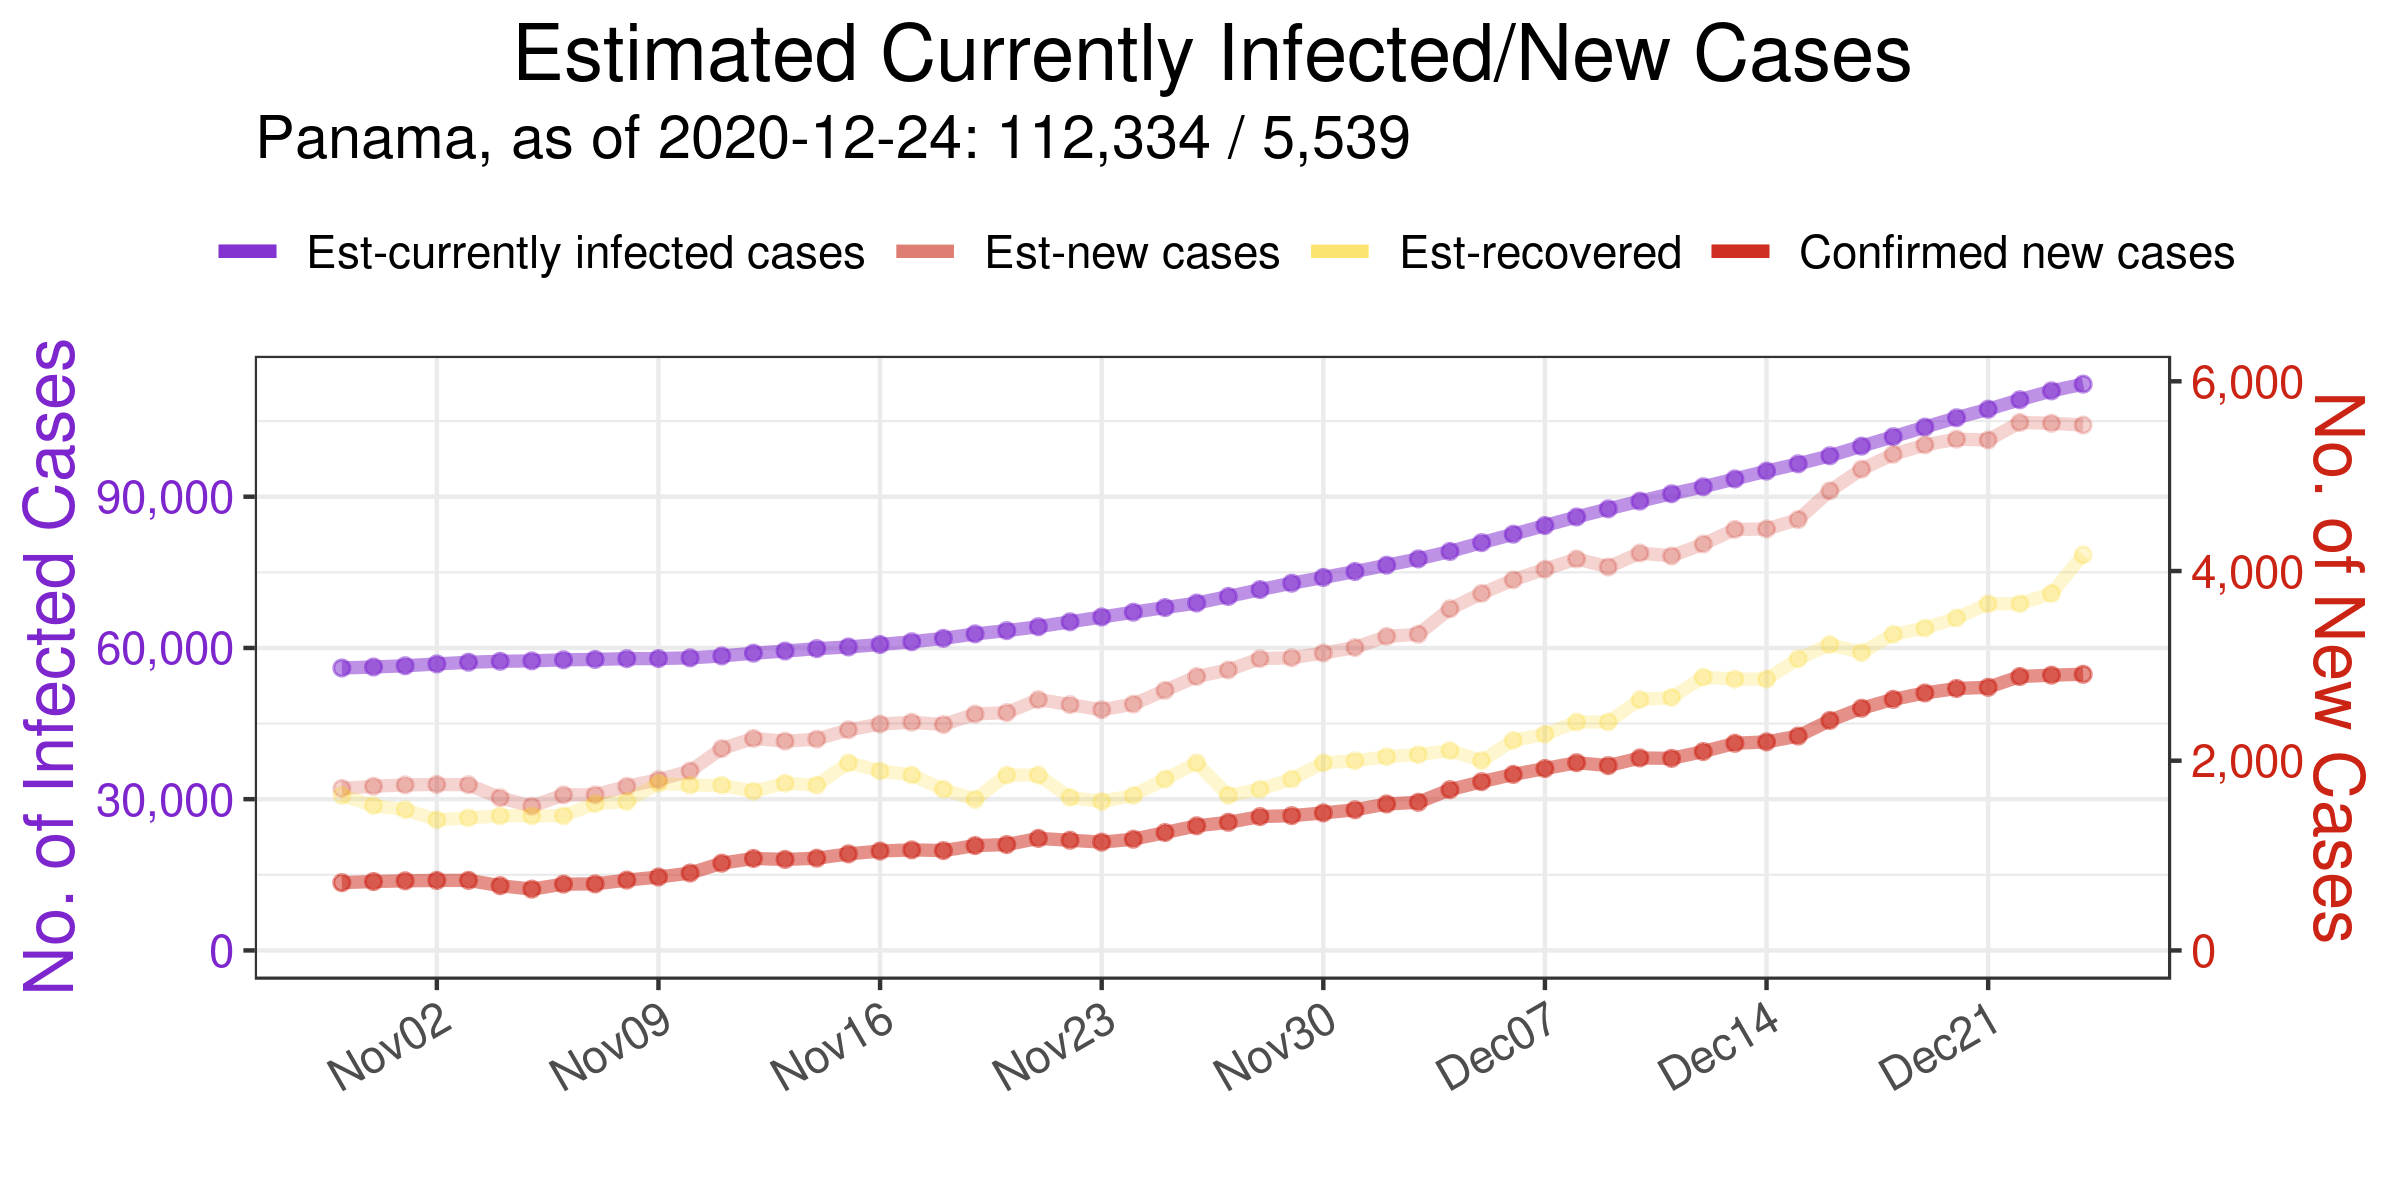 Estimated Currently Infected/New Cases
Panama, as of 2020-12-24: 112,334 / 5,539
Est-currently infected cases Est-new cases Est-recovered Confirmed new cases
No. of Infected Cases
90,000
60,000
30,000
0
6,000
4,000
2,000
0
No. of New Cases
Nov02 Nov09 Nov16 Nov23 Nov30 Dec07 Dec14 Dec21